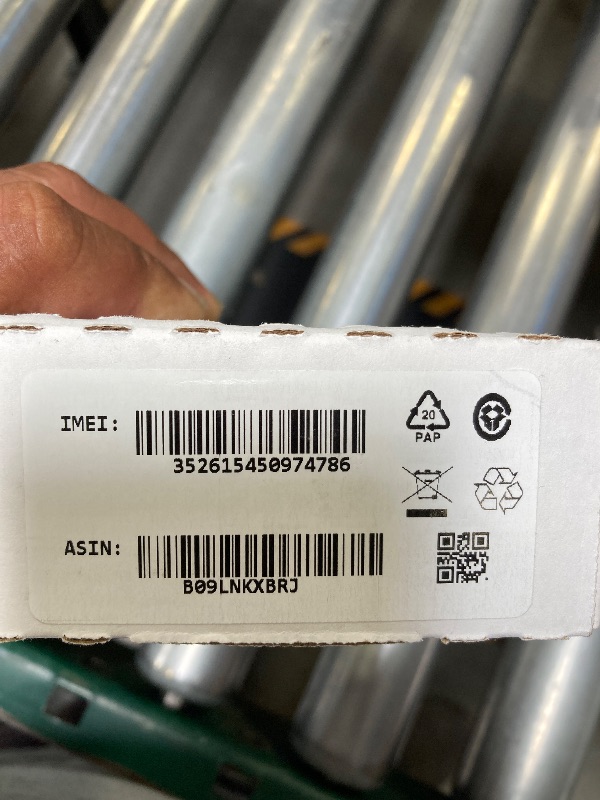 IMEI:
352615450974786
20
PAP
ASIN:
B09LNKXBRJ